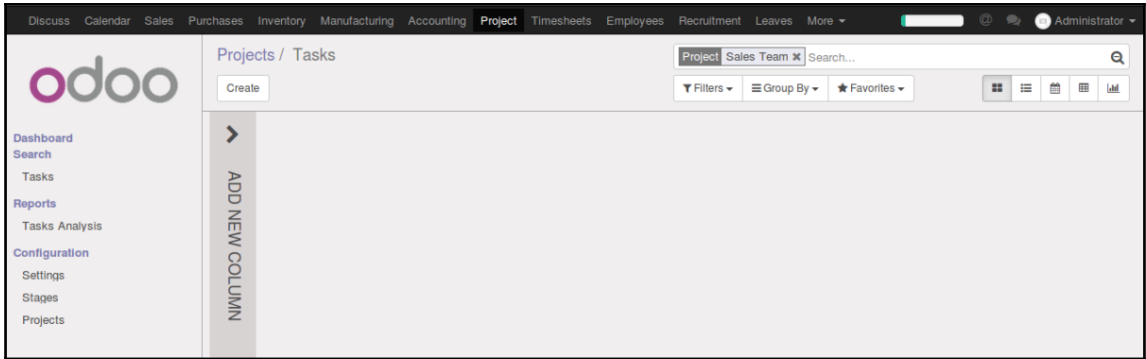 Discuss Calendar Sales Purchases Inventory Manufacturing Accounting Project Timesheets Employees Recruitment Leaves More @ Administrator
odoo
Projects / Tasks
Project Sales Team Search...
Create
Filters Group By Favorites
Dashboard
Search
Tasks
Reports
Tasks Analysis
Configuration
Settings
Stages
Projects
ADD NEW COLUMN